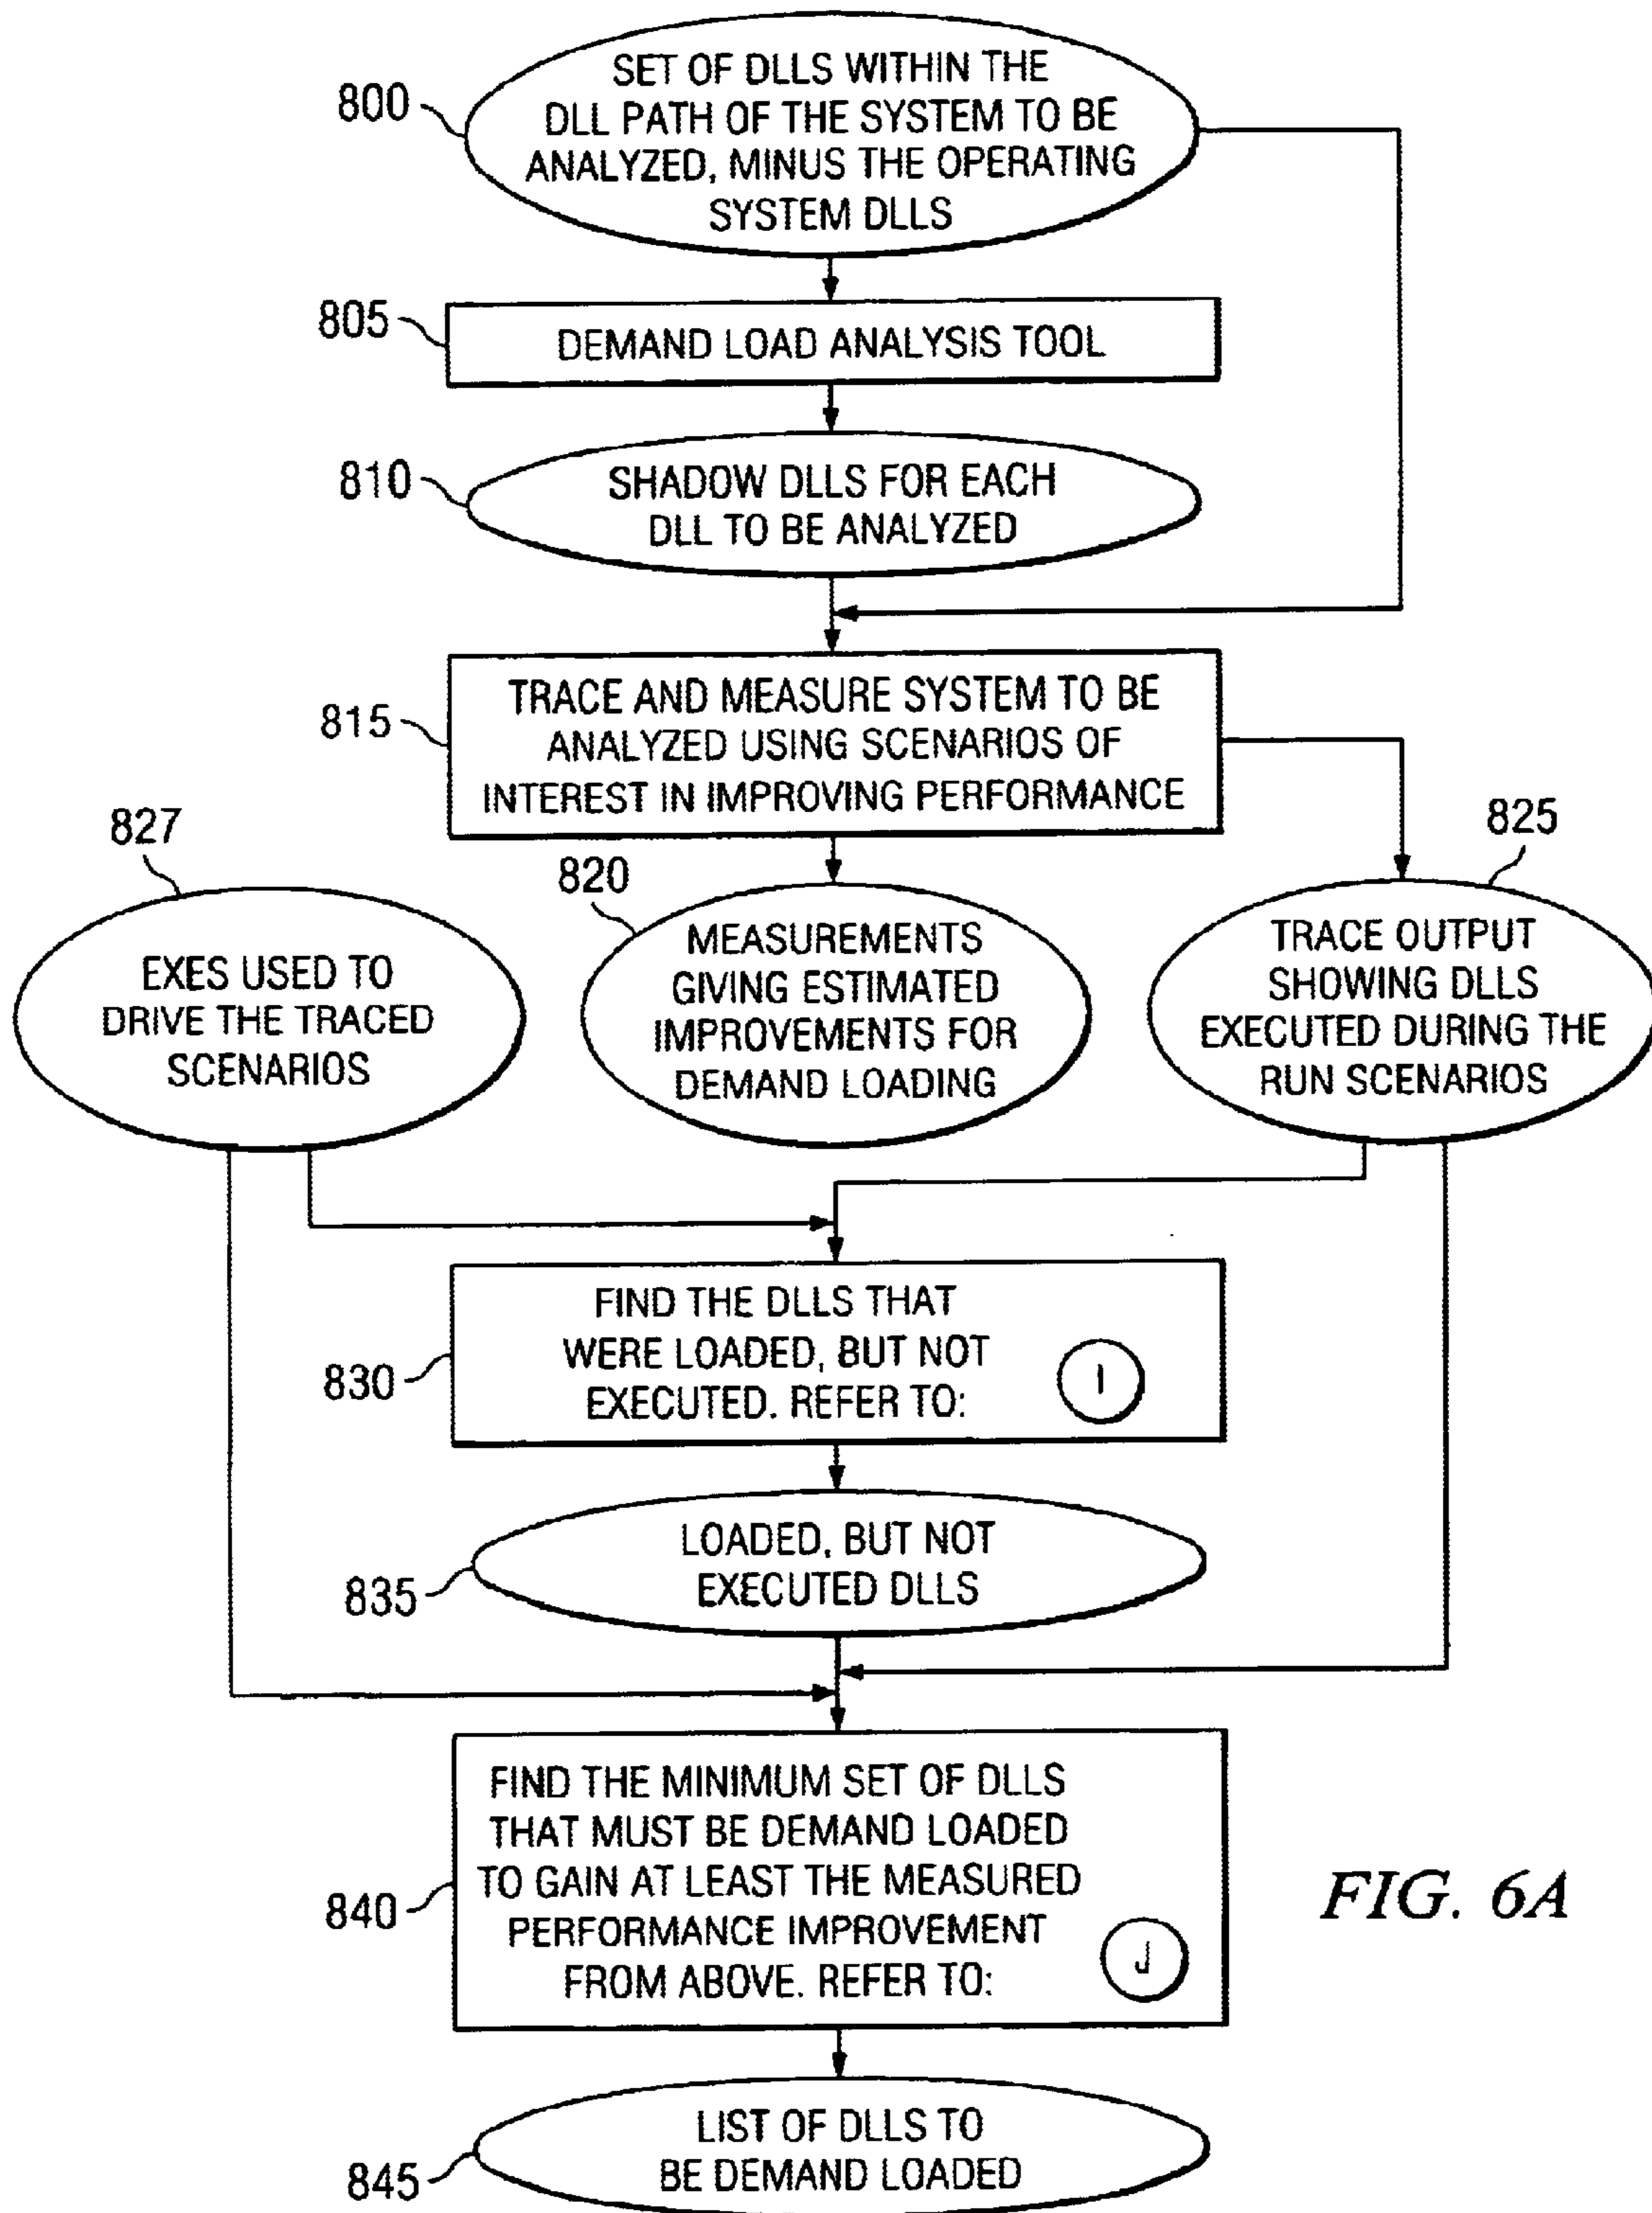 800
SET OF DLLS WITHIN THE
DLL PATH OF THE SYSTEM TO BE
ANALYZED, MINUS THE OPERATING
SYSTEM DLLS
805
DEMAND LOAD ANALYSIS TOOL
810
SHADOW DLLS FOR EACH
DLL TO BE ANALYZED
815
TRACE AND MEASURE SYSTEM TO BE
ANALYZED USING SCENARIOS OF
INTEREST IN IMPROVING PERFORMANCE
827
EXES USED TO
DRIVE THE TRACED
SCENARIOS
820
MEASUREMENTS
GIVING ESTIMATED
IMPROVEMENTS FOR
DEMAND LOADING
825
TRACE OUTPUT
SHOWING DLLS
EXECUTED DURING THE
RUN SCENARIOS
830
FIND THE DLLS THAT
WERE LOADED, BUT NOT
EXECUTED. REFER TO:
I
835
LOADED, BUT NOT
EXECUTED DLLS
840
FIND THE MINIMUM SET OF DLLS
THAT MUST BE DEMAND LOADED
TO GAIN AT LEAST THE MEASURED
PERFORMANCE IMPROVEMENT
FROM ABOVE. REFER TO:
J
FIG. 6A
845
LIST OF DLLS TO
BE DEMAND LOADED